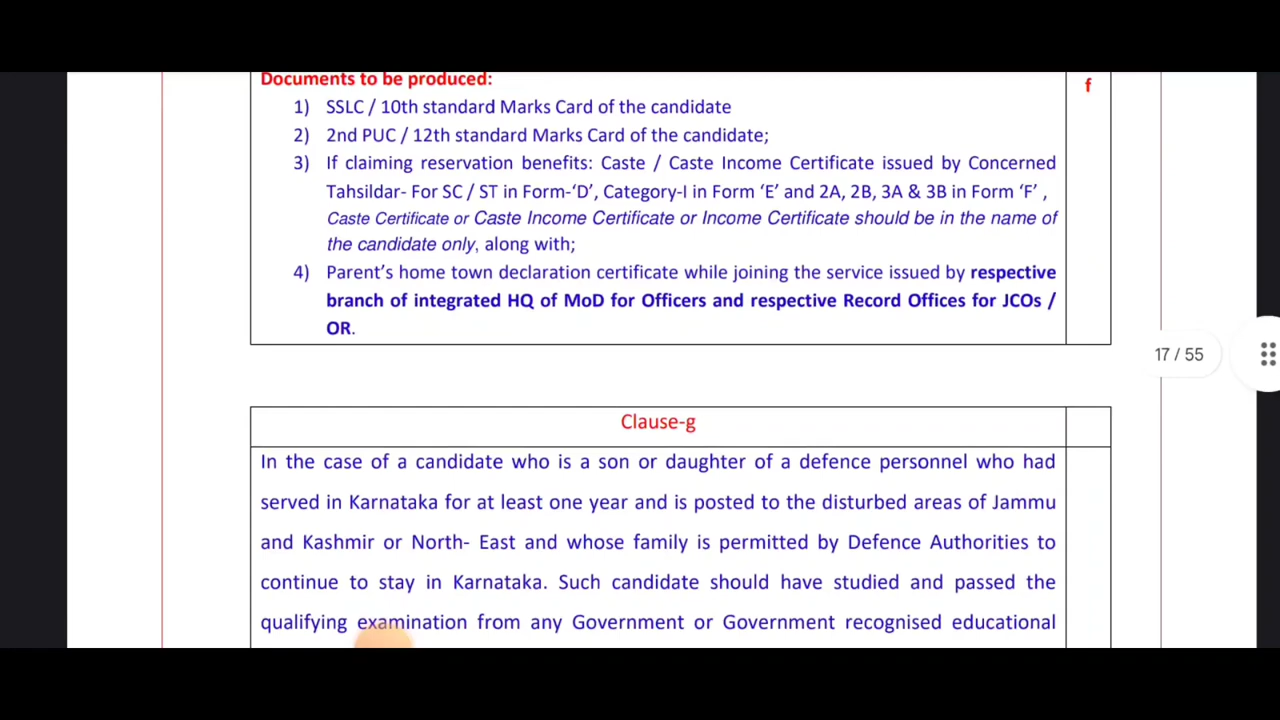 Documents to be produced:
f
1) SSLC / 10th standard Marks Card of the candidate
2) 2nd PUC / 12th standard Marks Card of the candidate;
3) If claiming reservation benefits: Caste / Caste Income Certificate issued by Concerned
Tahsildar- For SC / ST in Form-‘D’, Category-I in Form ‘E’ and 2A, 2B, 3A & 3B in Form ‘F’ ,
Caste Certificate or Caste Income Certificate or Income Certificate should be in the name of
the candidate only, along with;
4) Parent’s home town declaration certificate while joining the service issued by respective
branch of integrated HQ of MoD for Officers and respective Record Offices for JCOs /
OR.
17 / 55
Clause-g
In the case of a candidate who is a son or daughter of a defence personnel who had
served in Karnataka for at least one year and is posted to the disturbed areas of Jammu
and Kashmir or North- East and whose family is permitted by Defence Authorities to
continue to stay in Karnataka. Such candidate should have studied and passed the
qualifying examination from any Government or Government recognised educational